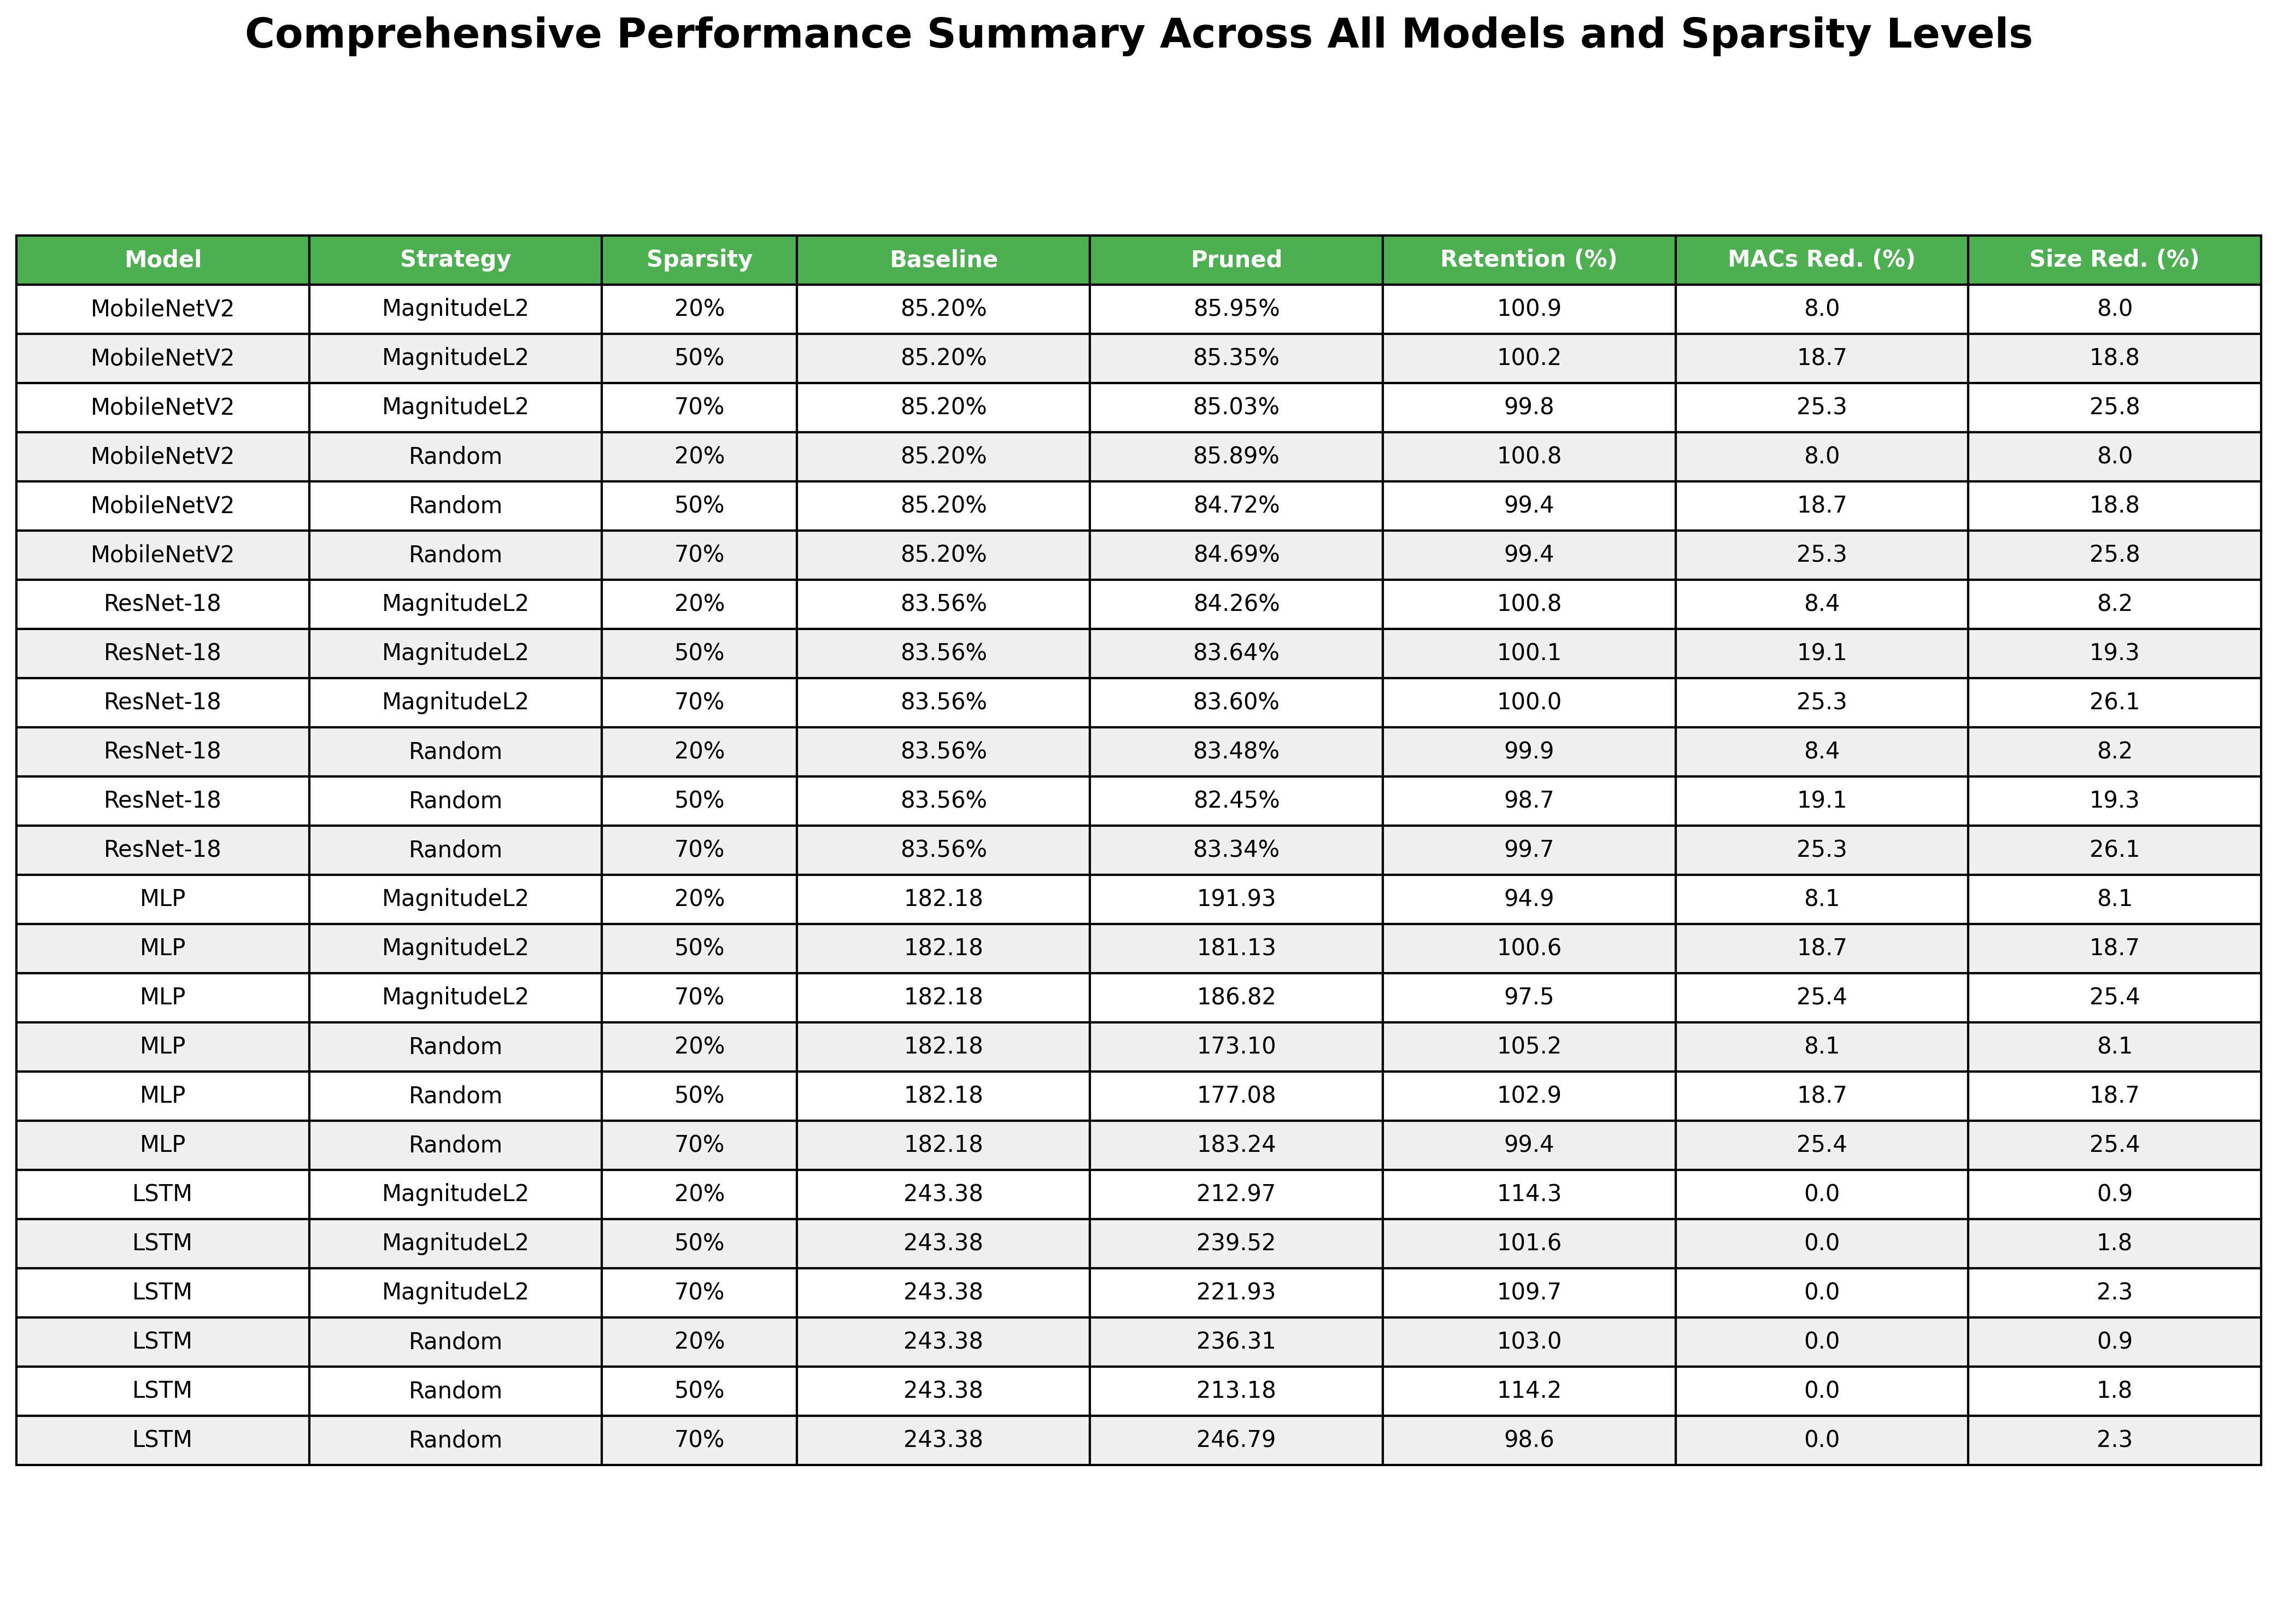 Comprehensive Performance Summary Across All Models and Sparsity Levels
Model Strategy Sparsity Baseline Pruned Retention (%) MACs Red. (%) Size Red. (%)
MobileNetV2 MagnitudeL2 20% 85.20% 85.95% 100.9 8.0 8.0
MobileNetV2 MagnitudeL2 50% 85.20% 85.35% 100.2 18.7 18.8
MobileNetV2 MagnitudeL2 70% 85.20% 85.03% 99.8 25.3 25.8
MobileNetV2 Random 20% 85.20% 85.89% 100.8 8.0 8.0
MobileNetV2 Random 50% 85.20% 84.72% 99.4 18.7 18.8
MobileNetV2 Random 70% 85.20% 84.69% 99.4 25.3 25.8
ResNet-18 MagnitudeL2 20% 83.56% 84.26% 100.8 8.4 8.2
ResNet-18 MagnitudeL2 50% 83.56% 83.64% 100.1 19.1 19.3
ResNet-18 MagnitudeL2 70% 83.56% 83.60% 100.0 25.3 26.1
ResNet-18 Random 20% 83.56% 83.48% 99.9 8.4 8.2
ResNet-18 Random 50% 83.56% 82.45% 98.7 19.1 19.3
ResNet-18 Random 70% 83.56% 83.34% 99.7 25.3 26.1
MLP MagnitudeL2 20% 182.18 191.93 94.9 8.1 8.1
MLP MagnitudeL2 50% 182.18 181.13 100.6 18.7 18.7
MLP MagnitudeL2 70% 182.18 186.82 97.5 25.4 25.4
MLP Random 20% 182.18 173.10 105.2 8.1 8.1
MLP Random 50% 182.18 177.08 102.9 18.7 18.7
MLP Random 70% 182.18 183.24 99.4 25.4 25.4
LSTM MagnitudeL2 20% 243.38 212.97 114.3 0.0 0.9
LSTM MagnitudeL2 50% 243.38 239.52 101.6 0.0 1.8
LSTM MagnitudeL2 70% 243.38 221.93 109.7 0.0 2.3
LSTM Random 20% 243.38 236.31 103.0 0.0 0.9
LSTM Random 50% 243.38 213.18 114.2 0.0 1.8
LSTM Random 70% 243.38 246.79 98.6 0.0 2.3